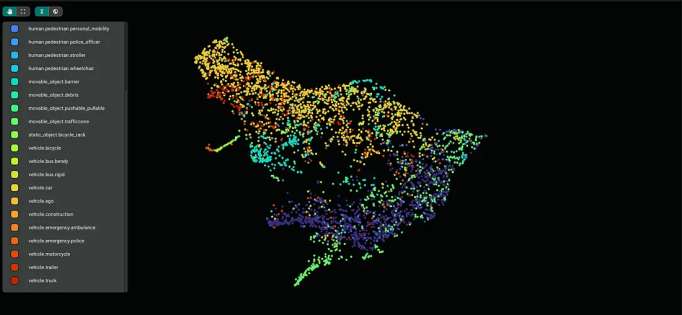 human.pedestrian.personal_mobility
human.pedestrian.police_officer
human.pedestrian.stroller
human.pedestrian.wheelchair
movable_object.barrier
movable_object.debris
movable_object.pushable_pullable
movable_object.trafficcone
static_object.bicycle_rack
vehicle.bicycle
vehicle.bus.bendy
vehicle.bus.rigid
vehicle.car
vehicle.ego
vehicle.construction
vehicle.emergency.ambulance
vehicle.emergency.police
vehicle.motorcycle
vehicle.trailer
vehicle.truck